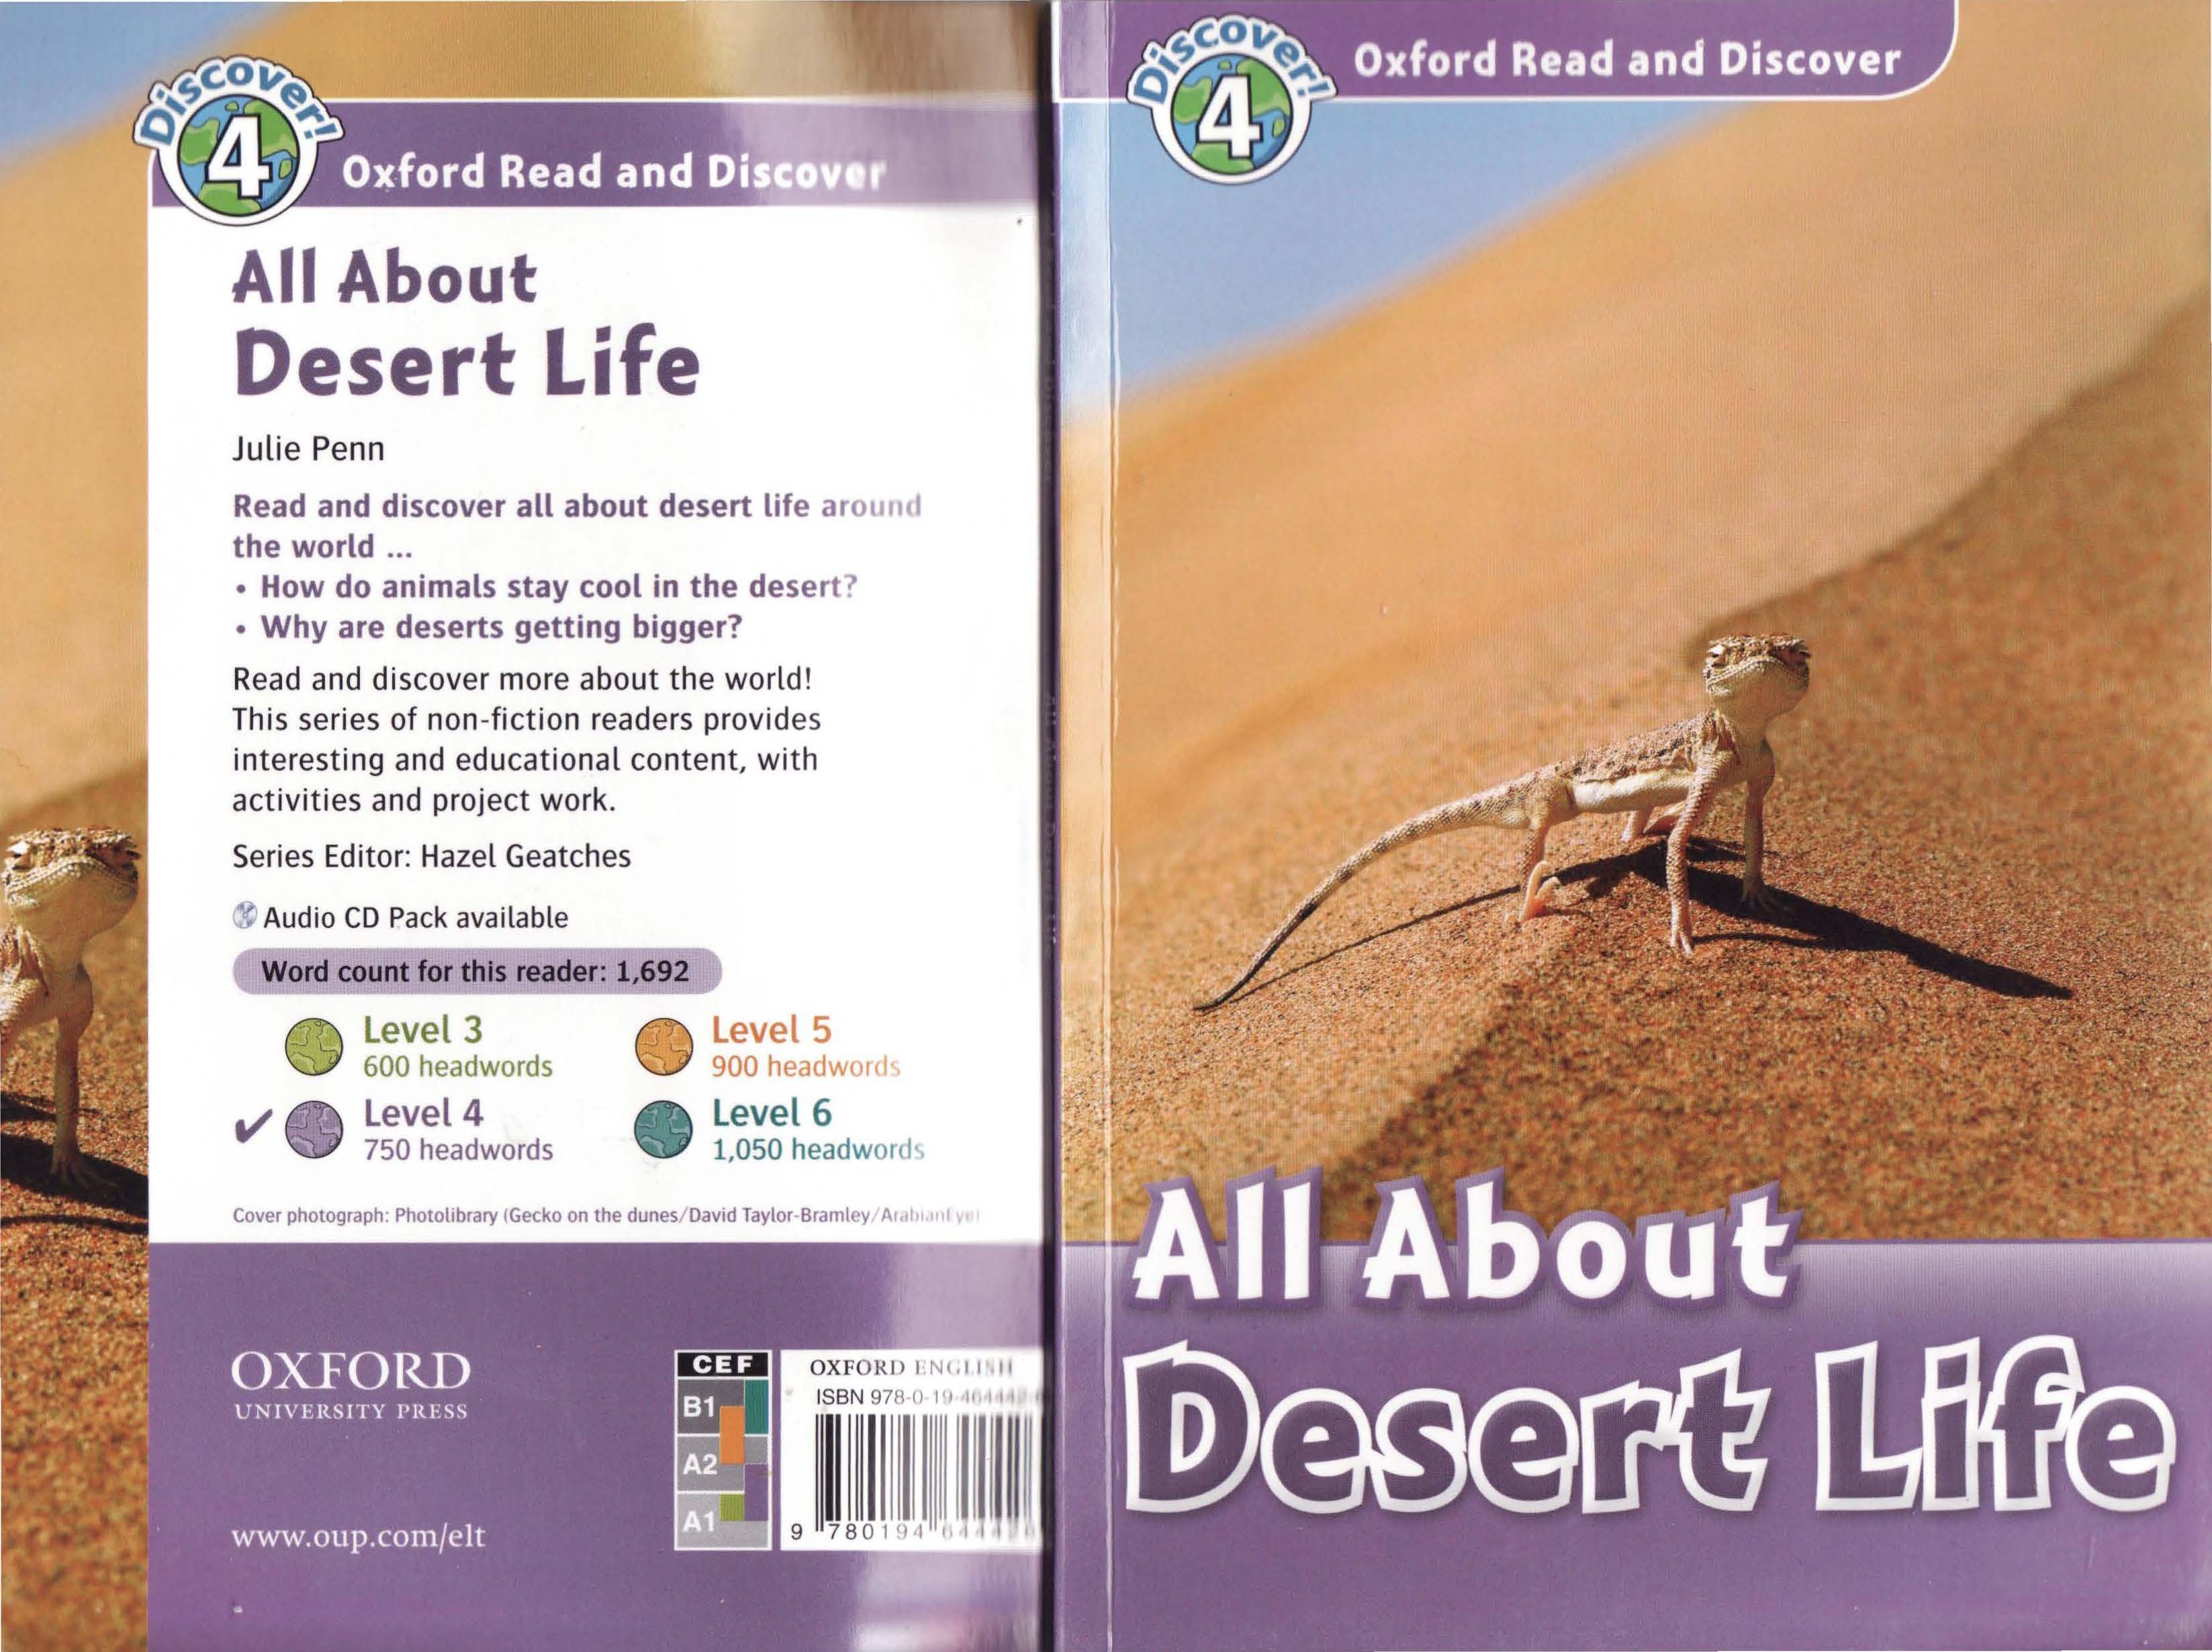 Discover!
4
Oxford Read and Discover
All About
Desert Life
Julie Penn
Read and discover all about desert life around
the world ...
• How do animals stay cool in the desert?
• Why are deserts getting bigger?
Read and discover more about the world!
This series of non-fiction readers provides
interesting and educational content, with
activities and project work.
Series Editor: Hazel Geatches
Audio CD Pack available
Word count for this reader: 1,692
Level 3
600 headwords
Level 5
900 headwords
✔ Level 4
750 headwords
Level 6
1,050 headwords
Cover photograph: Photolibrary (Gecko on the dunes/David Taylor-Bramley/ArabianEye)
OXFORD
UNIVERSITY PRESS
www.oup.com/elt
CEF
B1
A2
A1
OXFORD ENGLISH
ISBN 978-0-19-
9 780194
Discover!
4
Oxford Read and Discover
All About
Desert Life